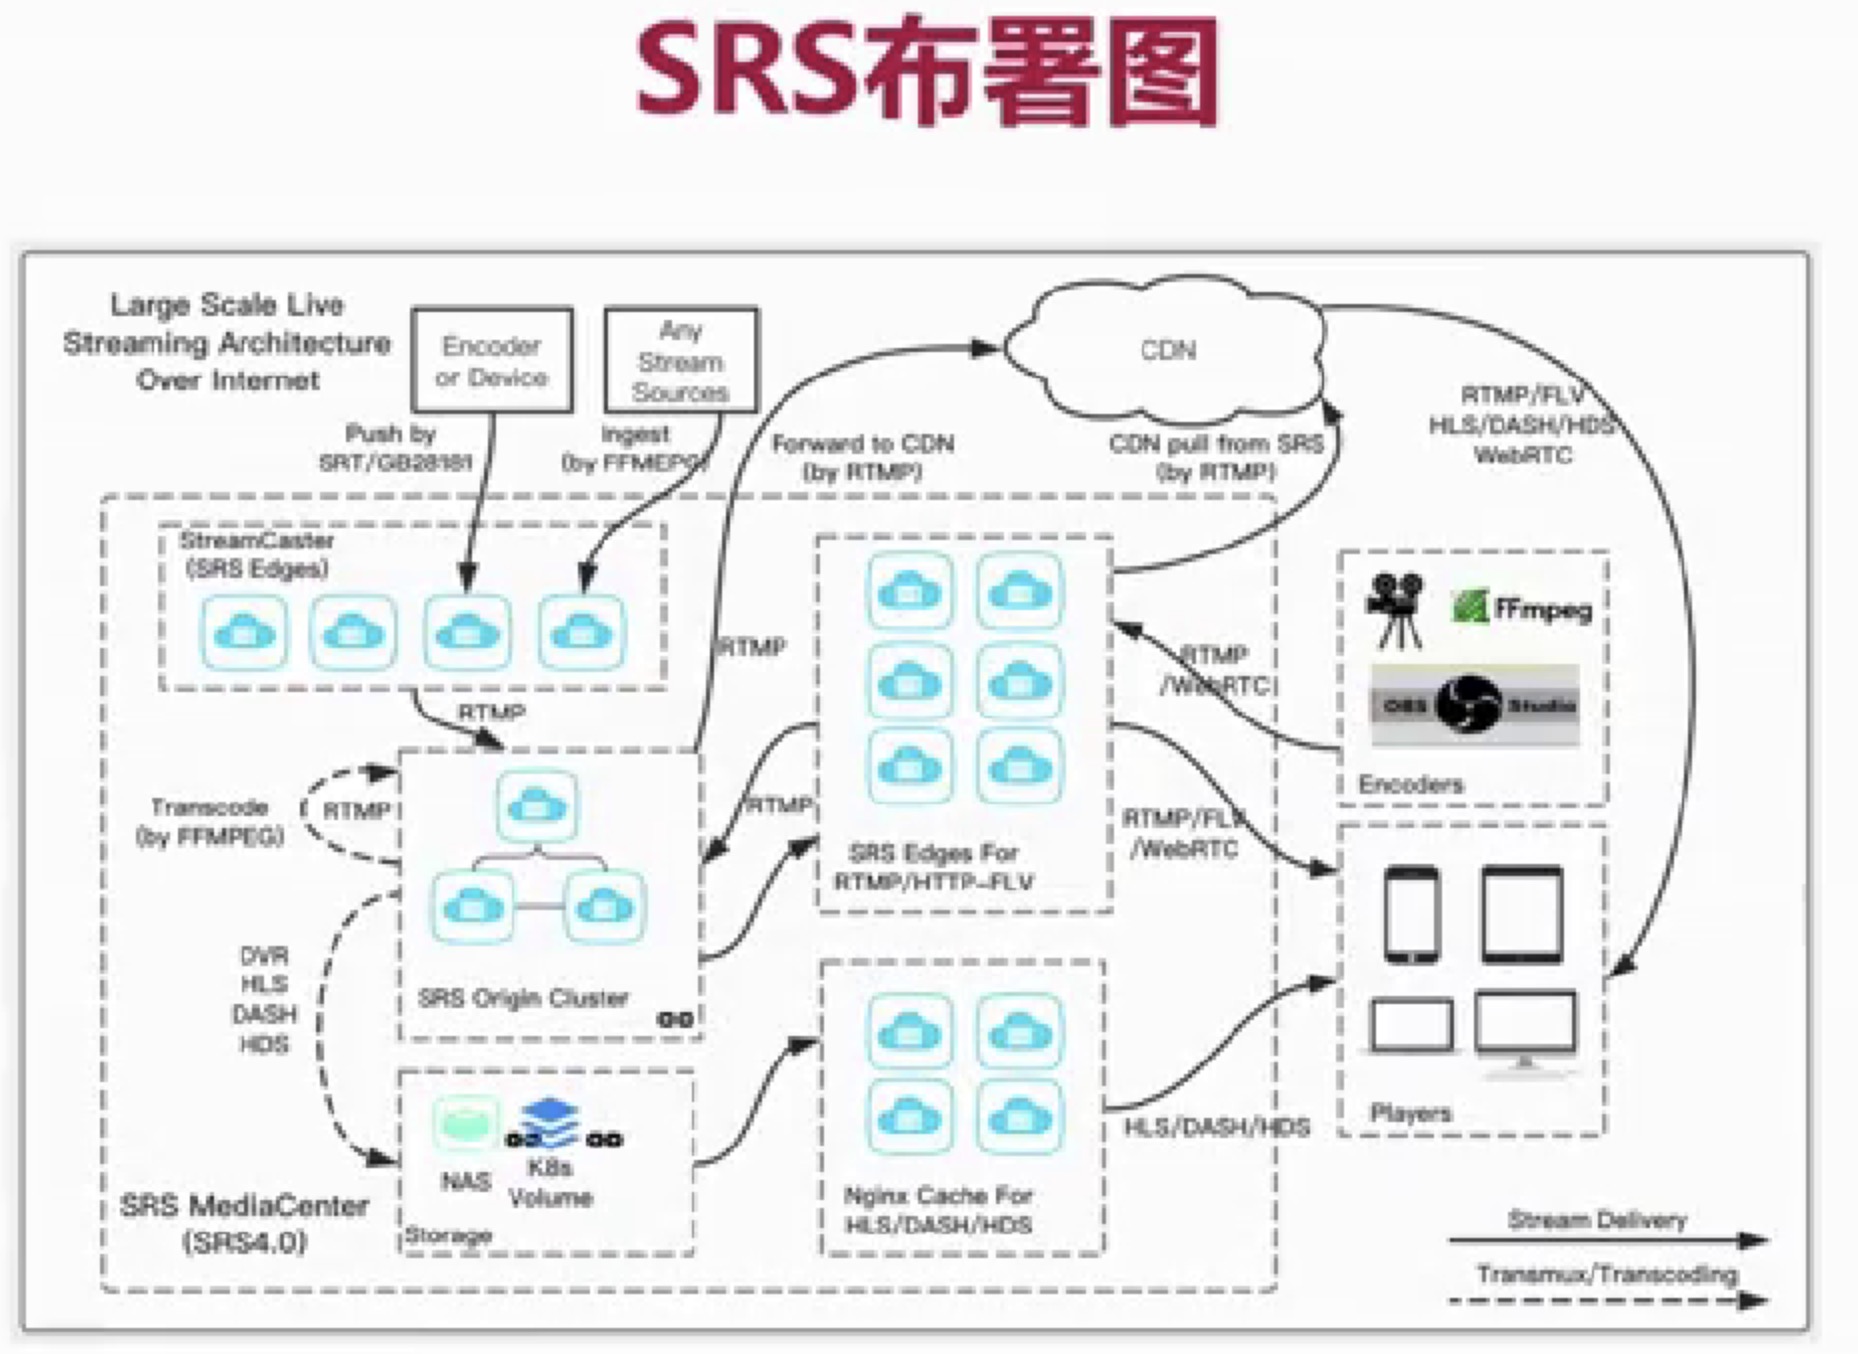 SRS布署图
Large Scale Live
Streaming Architecture
Over Internet
Encoder
or Device
Any
Stream
Sources
CDN
Push by
SRT/GB28181
Ingest
(by FFMEPG)
Forward to CDN
(by RTMP)
CDN pull from SRS
(by RTMP)
RTMP/FLV
HLS/DASH/HDS
WebRTC
StreamCaster
(SRS Edges)
RTMP
RTMP
RTMP
/WebRTC
FFmpeg
OBS Studio
Encoders
Transcode
(by FFMPEG)
RTMP
RTMP
SRS Edges For
RTMP/HTTP-FLV
RTMP/FLV
/WebRTC
DVR
HLS
DASH
HDS
SRS Origin Cluster
Players
NAS
K8s
Volume
Storage
Nginx Cache For
HLS/DASH/HDS
HLS/DASH/HDS
SRS MediaCenter
(SRS4.0)
Stream Delivery
Transmux/Transcoding